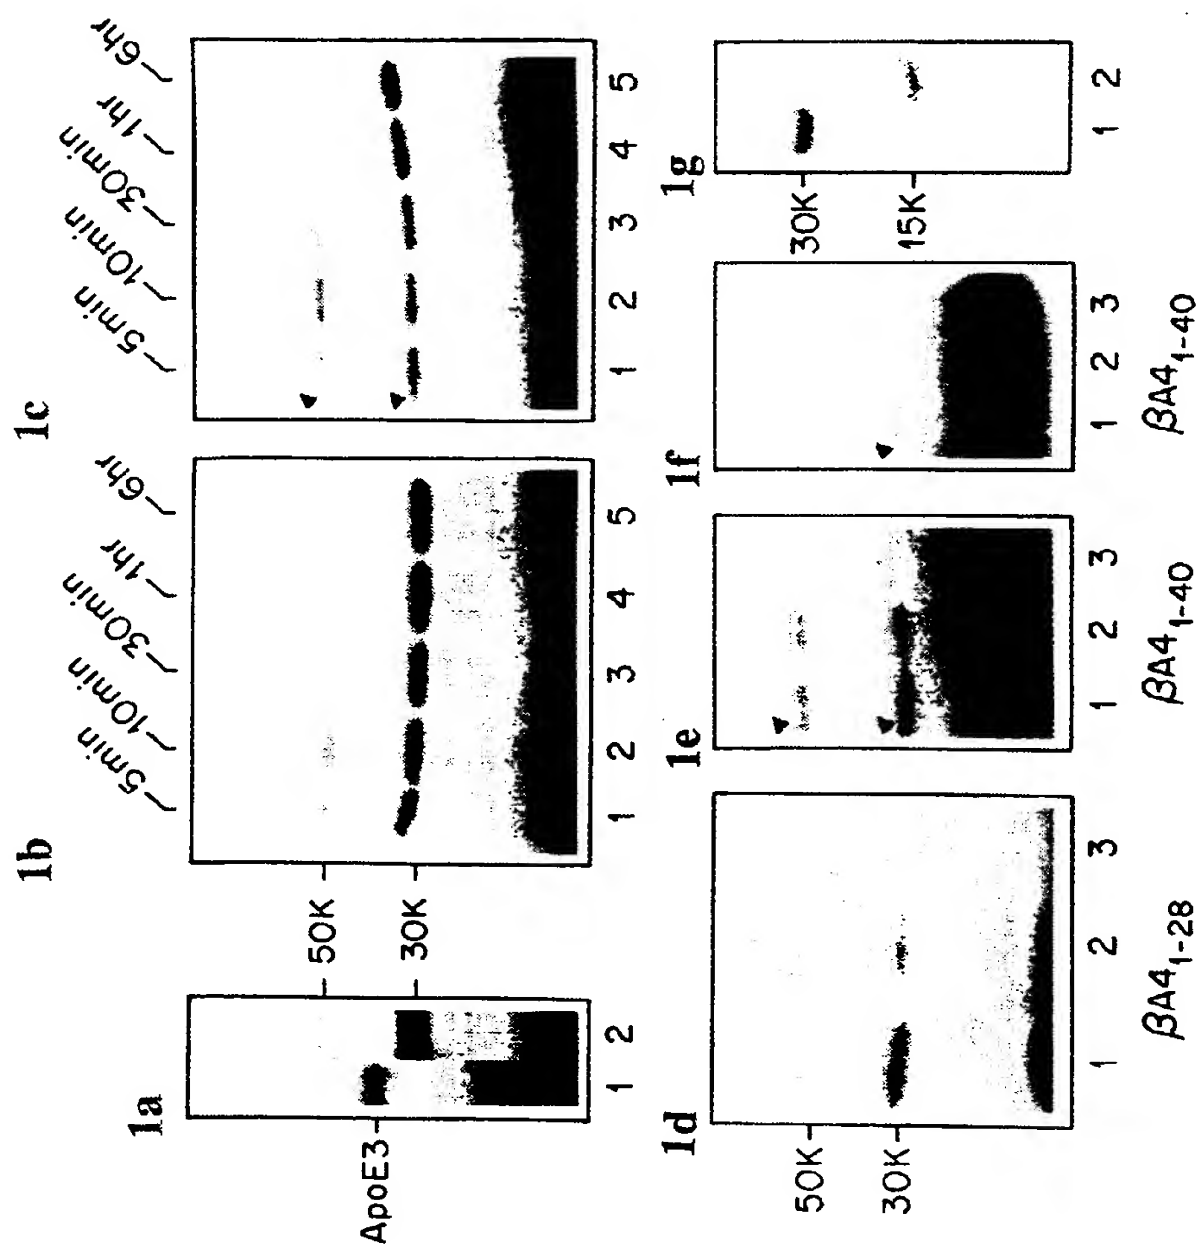 1a
ApoE3
50K
30K
1 2
1b
5min 10min 30min 1hr 6hr
1 2 3 4 5
1c
5min 10min 30min 1hr 6hr
1 2 3 4 5
1d
50K
30K
1 2 3
βA4₁₋₂₈
1e
1 2 3
βA4₁₋₄₀
1f
1 2 3
βA4₁₋₄₀
1g
30K
15K
1 2